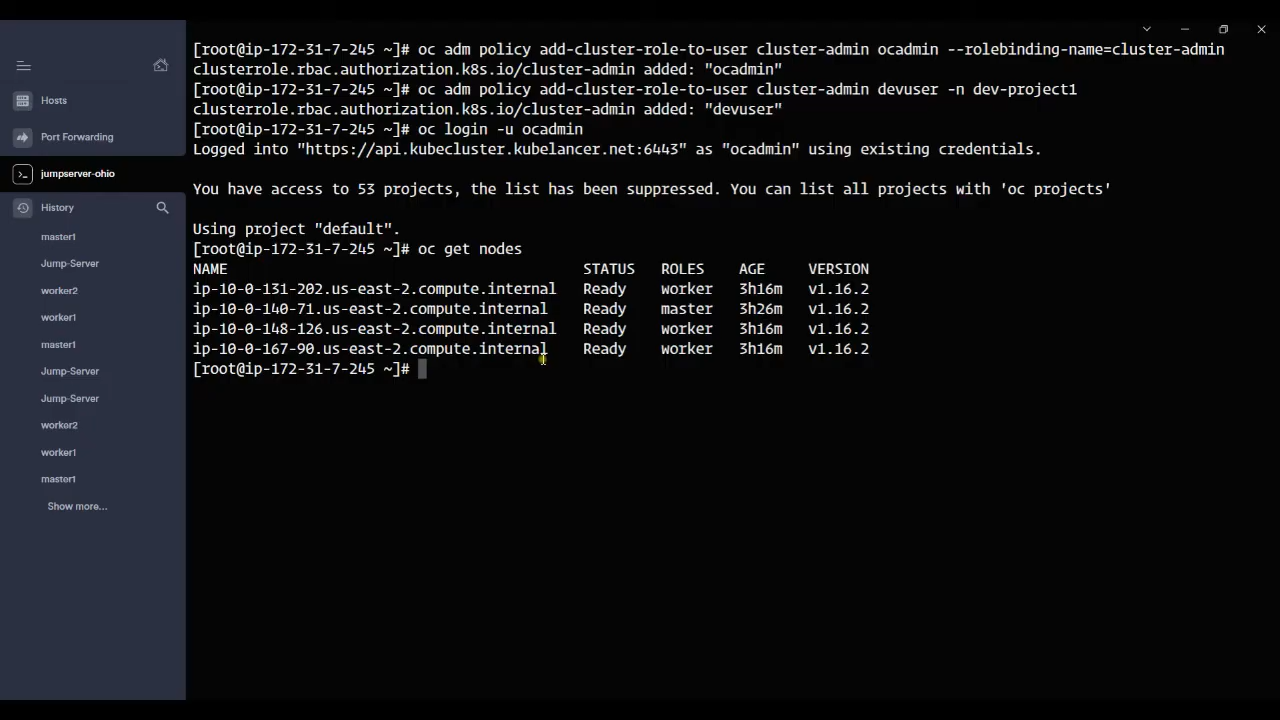 Hosts
Port Forwarding
jumpserver-ohio
History
master1
Jump-Server
worker2
worker1
master1
Jump-Server
Jump-Server
worker2
worker1
master1
Show more...
[root@ip-172-31-7-245 ~]# oc adm policy add-cluster-role-to-user cluster-admin ocadmin --rolebinding-name=cluster-admin
clusterrole.rbac.authorization.k8s.io/cluster-admin added: "ocadmin"
[root@ip-172-31-7-245 ~]# oc adm policy add-cluster-role-to-user cluster-admin devuser -n dev-project1
clusterrole.rbac.authorization.k8s.io/cluster-admin added: "devuser"
[root@ip-172-31-7-245 ~]# oc login -u ocadmin
Logged into "https://api.kubecluster.kubelancer.net:6443" as "ocadmin" using existing credentials.
You have access to 53 projects, the list has been suppressed. You can list all projects with 'oc projects'
Using project "default".
[root@ip-172-31-7-245 ~]# oc get nodes
NAME STATUS ROLES AGE VERSION
ip-10-0-131-202.us-east-2.compute.internal Ready worker 3h16m v1.16.2
ip-10-0-140-71.us-east-2.compute.internal Ready master 3h26m v1.16.2
ip-10-0-148-126.us-east-2.compute.internal Ready worker 3h16m v1.16.2
ip-10-0-167-90.us-east-2.compute.internal Ready worker 3h16m v1.16.2
[root@ip-172-31-7-245 ~]#